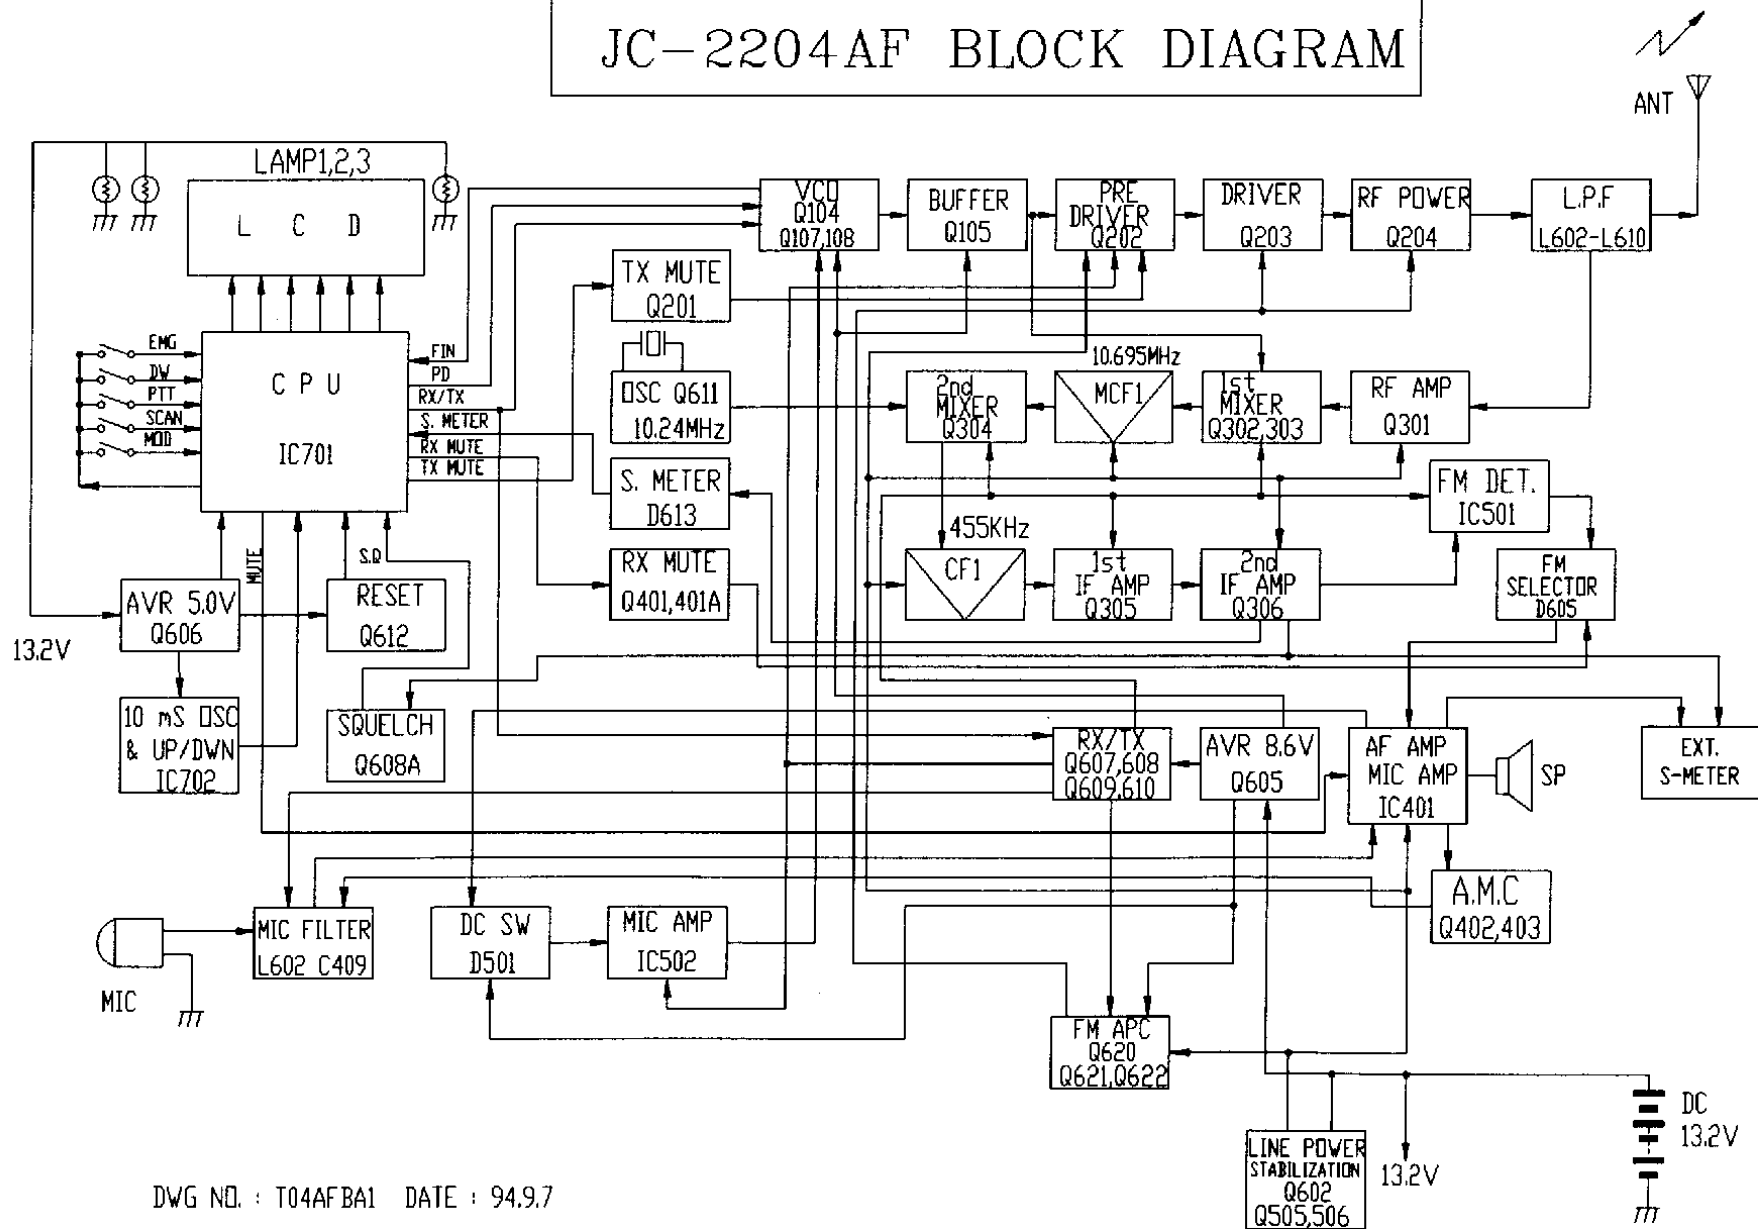 JC-2204AF BLOCK DIAGRAM
ANT
LAMP1,2,3
L C D
VCO
Q104
Q107,108
BUFFER
Q105
PRE
DRIVER
Q202
DRIVER
Q203
RF POWER
Q204
L.P.F
L602-L610
TX MUTE
Q201
EMG
DW
PTT
SCAN
MOD
C P U
IC701
FIN
PD
RX/TX
S. METER
RX MUTE
TX MUTE
OSC Q611
10.24MHz
2nd
MIXER
Q304
10.695MHz
MCF1
1st
MIXER
Q302,303
RF AMP
Q301
S. METER
D613
FM DET.
IC501
455KHz
MUTE
S.Q
RX MUTE
Q401,401A
CF1
1st
IF AMP
Q305
2nd
IF AMP
Q306
FM
SELECTOR
D605
13.2V
AVR 5.0V
Q606
RESET
Q612
10 mS OSC
& UP/DWN
IC702
SQUELCH
Q608A
RX/TX
Q607,608
Q609,610
AVR 8.6V
Q605
AF AMP
MIC AMP
IC401
SP
EXT.
S-METER
MIC
MIC FILTER
L602 C409
DC SW
D501
MIC AMP
IC502
A.M.C
Q402,403
FM APC
Q620
Q621,Q622
LINE POWER
STABILIZATION
Q602
Q505,506
13.2V
DC
13.2V
DWG NO. : T04AFBA1 DATE : 94.9.7